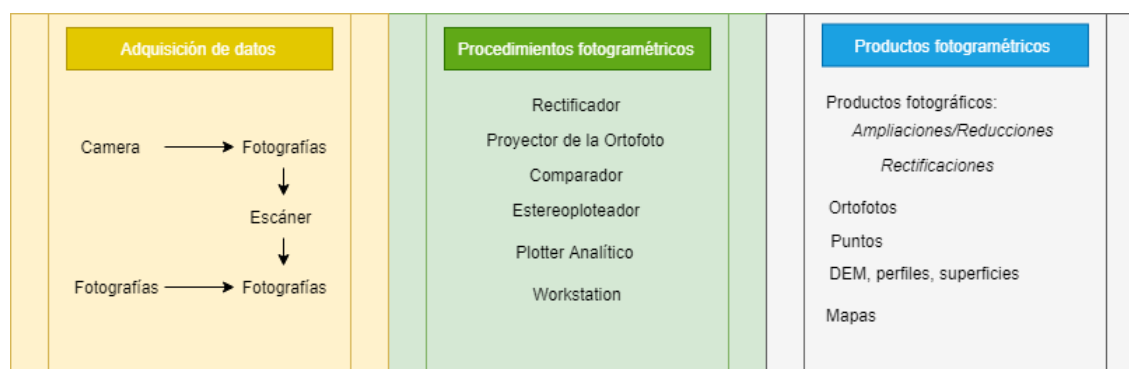 Adquisición de datos
Camera
Fotografías
Escáner
Fotografías
Fotografías
Procedimientos fotogramétricos
Rectificador
Proyector de la Ortofoto
Comparador
Estereoploteador
Plotter Analítico
Workstation
Productos fotogramétricos
Productos fotográficos:
Ampliaciones/Reducciones
Rectificaciones
Ortofotos
Puntos
DEM, perfiles, superficies
Mapas